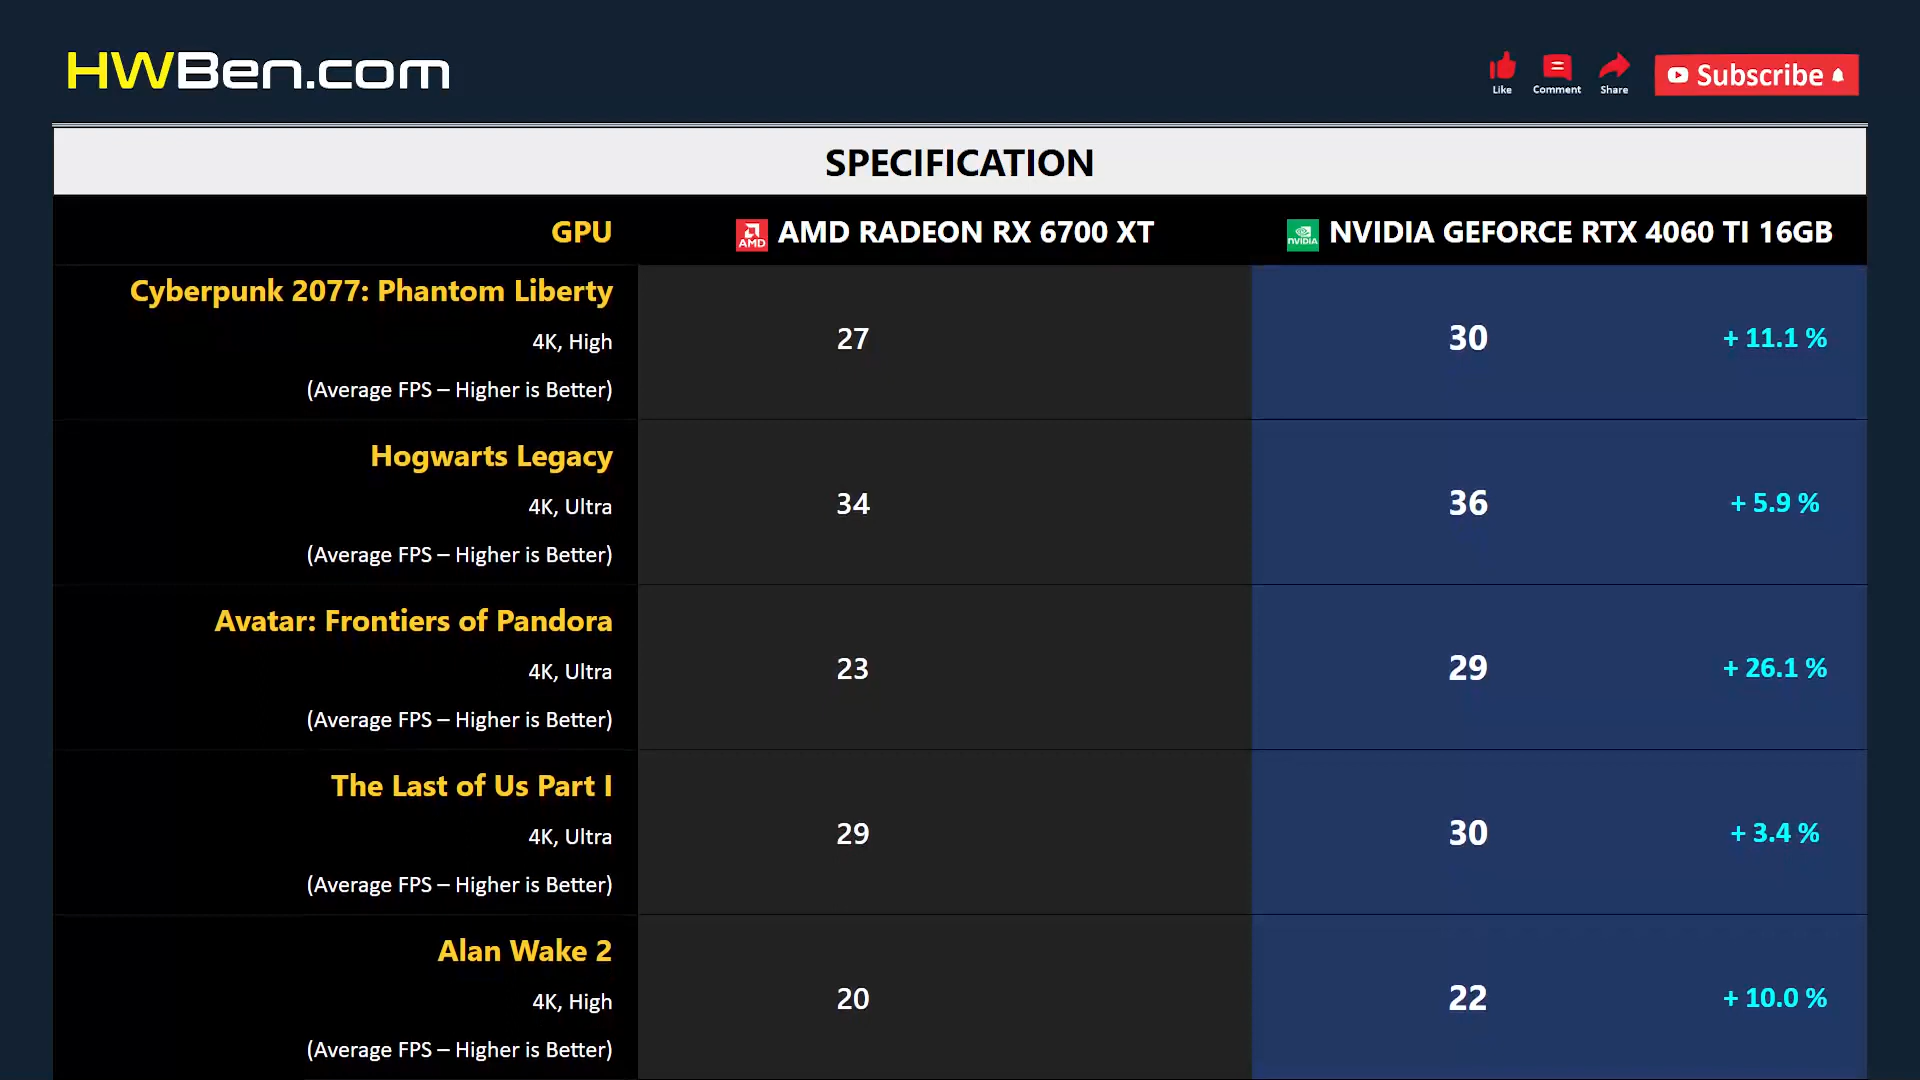 HWBen.com
Like Comment Share Subscribe
SPECIFICATION
GPU AMD AMD RADEON RX 6700 XT NVIDIA NVIDIA GEFORCE RTX 4060 TI 16GB
Cyberpunk 2077: Phantom Liberty
4K, High 27 30 + 11.1 %
(Average FPS – Higher is Better)
Hogwarts Legacy
4K, Ultra 34 36 + 5.9 %
(Average FPS – Higher is Better)
Avatar: Frontiers of Pandora
4K, Ultra 23 29 + 26.1 %
(Average FPS – Higher is Better)
The Last of Us Part I
4K, Ultra 29 30 + 3.4 %
(Average FPS – Higher is Better)
Alan Wake 2
4K, High 20 22 + 10.0 %
(Average FPS – Higher is Better)